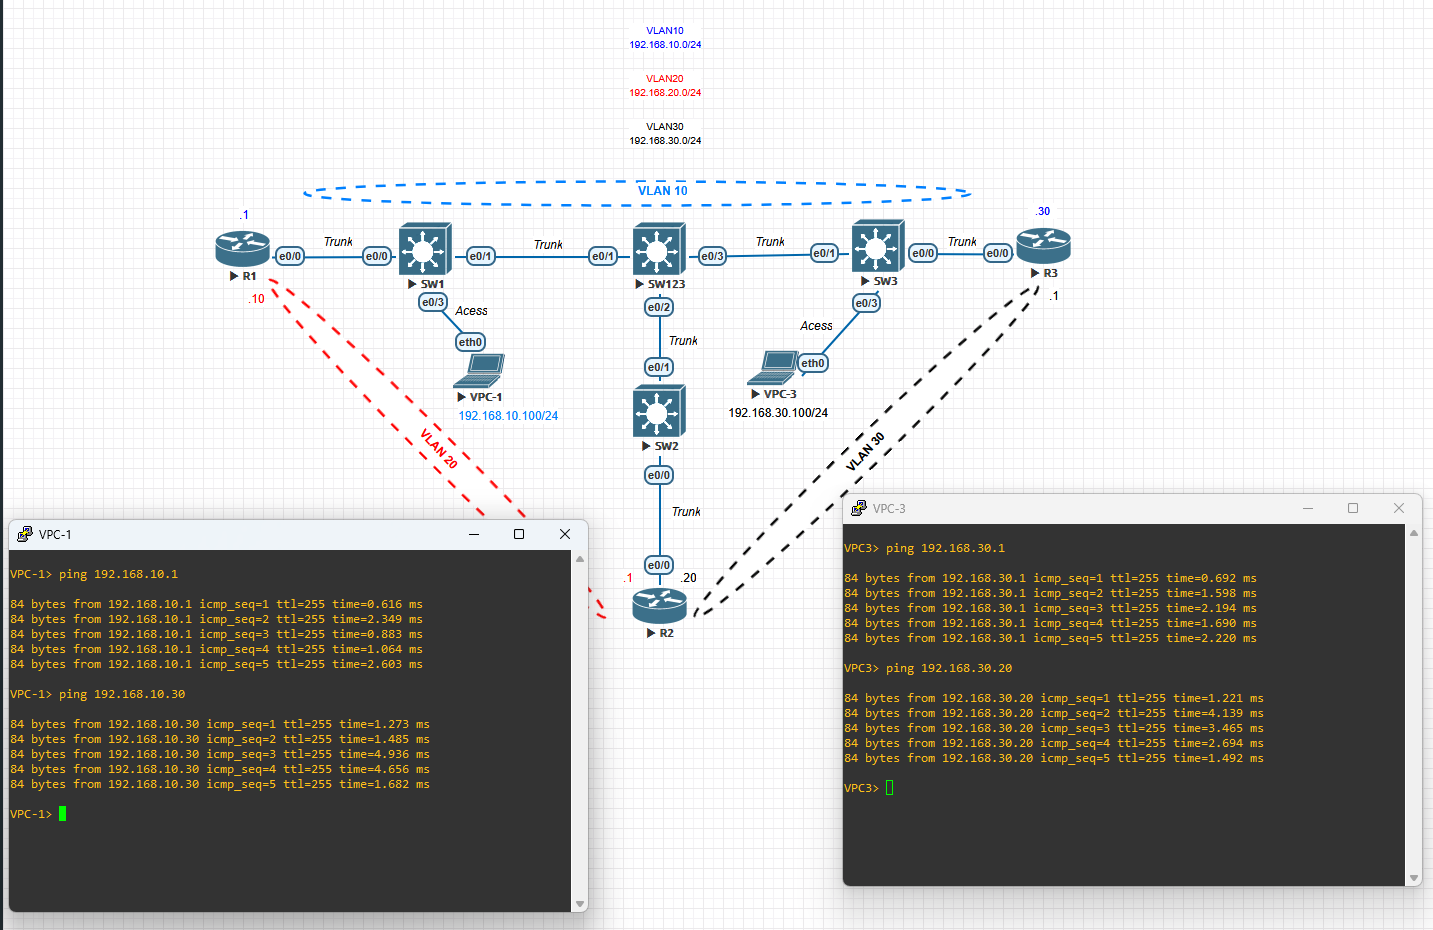 VLAN10
192.168.10.0/24
VLAN20
192.168.20.0/24
VLAN30
192.168.30.0/24
VLAN 10
.1
.30
Trunk
Trunk
Trunk
Trunk
e0/0
e0/0
e0/1
e0/1
e0/3
e0/1
e0/0
e0/0
R1
SW1
SW123
SW3
R3
.10
.1
e0/3
Acess
eth0
VPC-1
192.168.10.100/24
e0/2
Trunk
e0/1
SW2
e0/3
Acess
eth0
VPC-3
192.168.30.100/24
VLAN 20
VLAN 30
e0/0
Trunk
e0/0
.1
.20
R2
VPC-1
VPC-1> ping 192.168.10.1
84 bytes from 192.168.10.1 icmp_seq=1 ttl=255 time=0.616 ms
84 bytes from 192.168.10.1 icmp_seq=2 ttl=255 time=2.349 ms
84 bytes from 192.168.10.1 icmp_seq=3 ttl=255 time=0.883 ms
84 bytes from 192.168.10.1 icmp_seq=4 ttl=255 time=1.064 ms
84 bytes from 192.168.10.1 icmp_seq=5 ttl=255 time=2.603 ms
VPC-1> ping 192.168.10.30
84 bytes from 192.168.10.30 icmp_seq=1 ttl=255 time=1.273 ms
84 bytes from 192.168.10.30 icmp_seq=2 ttl=255 time=1.485 ms
84 bytes from 192.168.10.30 icmp_seq=3 ttl=255 time=4.936 ms
84 bytes from 192.168.10.30 icmp_seq=4 ttl=255 time=4.656 ms
84 bytes from 192.168.10.30 icmp_seq=5 ttl=255 time=1.682 ms
VPC-1>
VPC-3
VPC3> ping 192.168.30.1
84 bytes from 192.168.30.1 icmp_seq=1 ttl=255 time=0.692 ms
84 bytes from 192.168.30.1 icmp_seq=2 ttl=255 time=1.598 ms
84 bytes from 192.168.30.1 icmp_seq=3 ttl=255 time=2.194 ms
84 bytes from 192.168.30.1 icmp_seq=4 ttl=255 time=1.690 ms
84 bytes from 192.168.30.1 icmp_seq=5 ttl=255 time=2.220 ms
VPC3> ping 192.168.30.20
84 bytes from 192.168.30.20 icmp_seq=1 ttl=255 time=1.221 ms
84 bytes from 192.168.30.20 icmp_seq=2 ttl=255 time=4.139 ms
84 bytes from 192.168.30.20 icmp_seq=3 ttl=255 time=3.465 ms
84 bytes from 192.168.30.20 icmp_seq=4 ttl=255 time=2.694 ms
84 bytes from 192.168.30.20 icmp_seq=5 ttl=255 time=1.492 ms
VPC3>